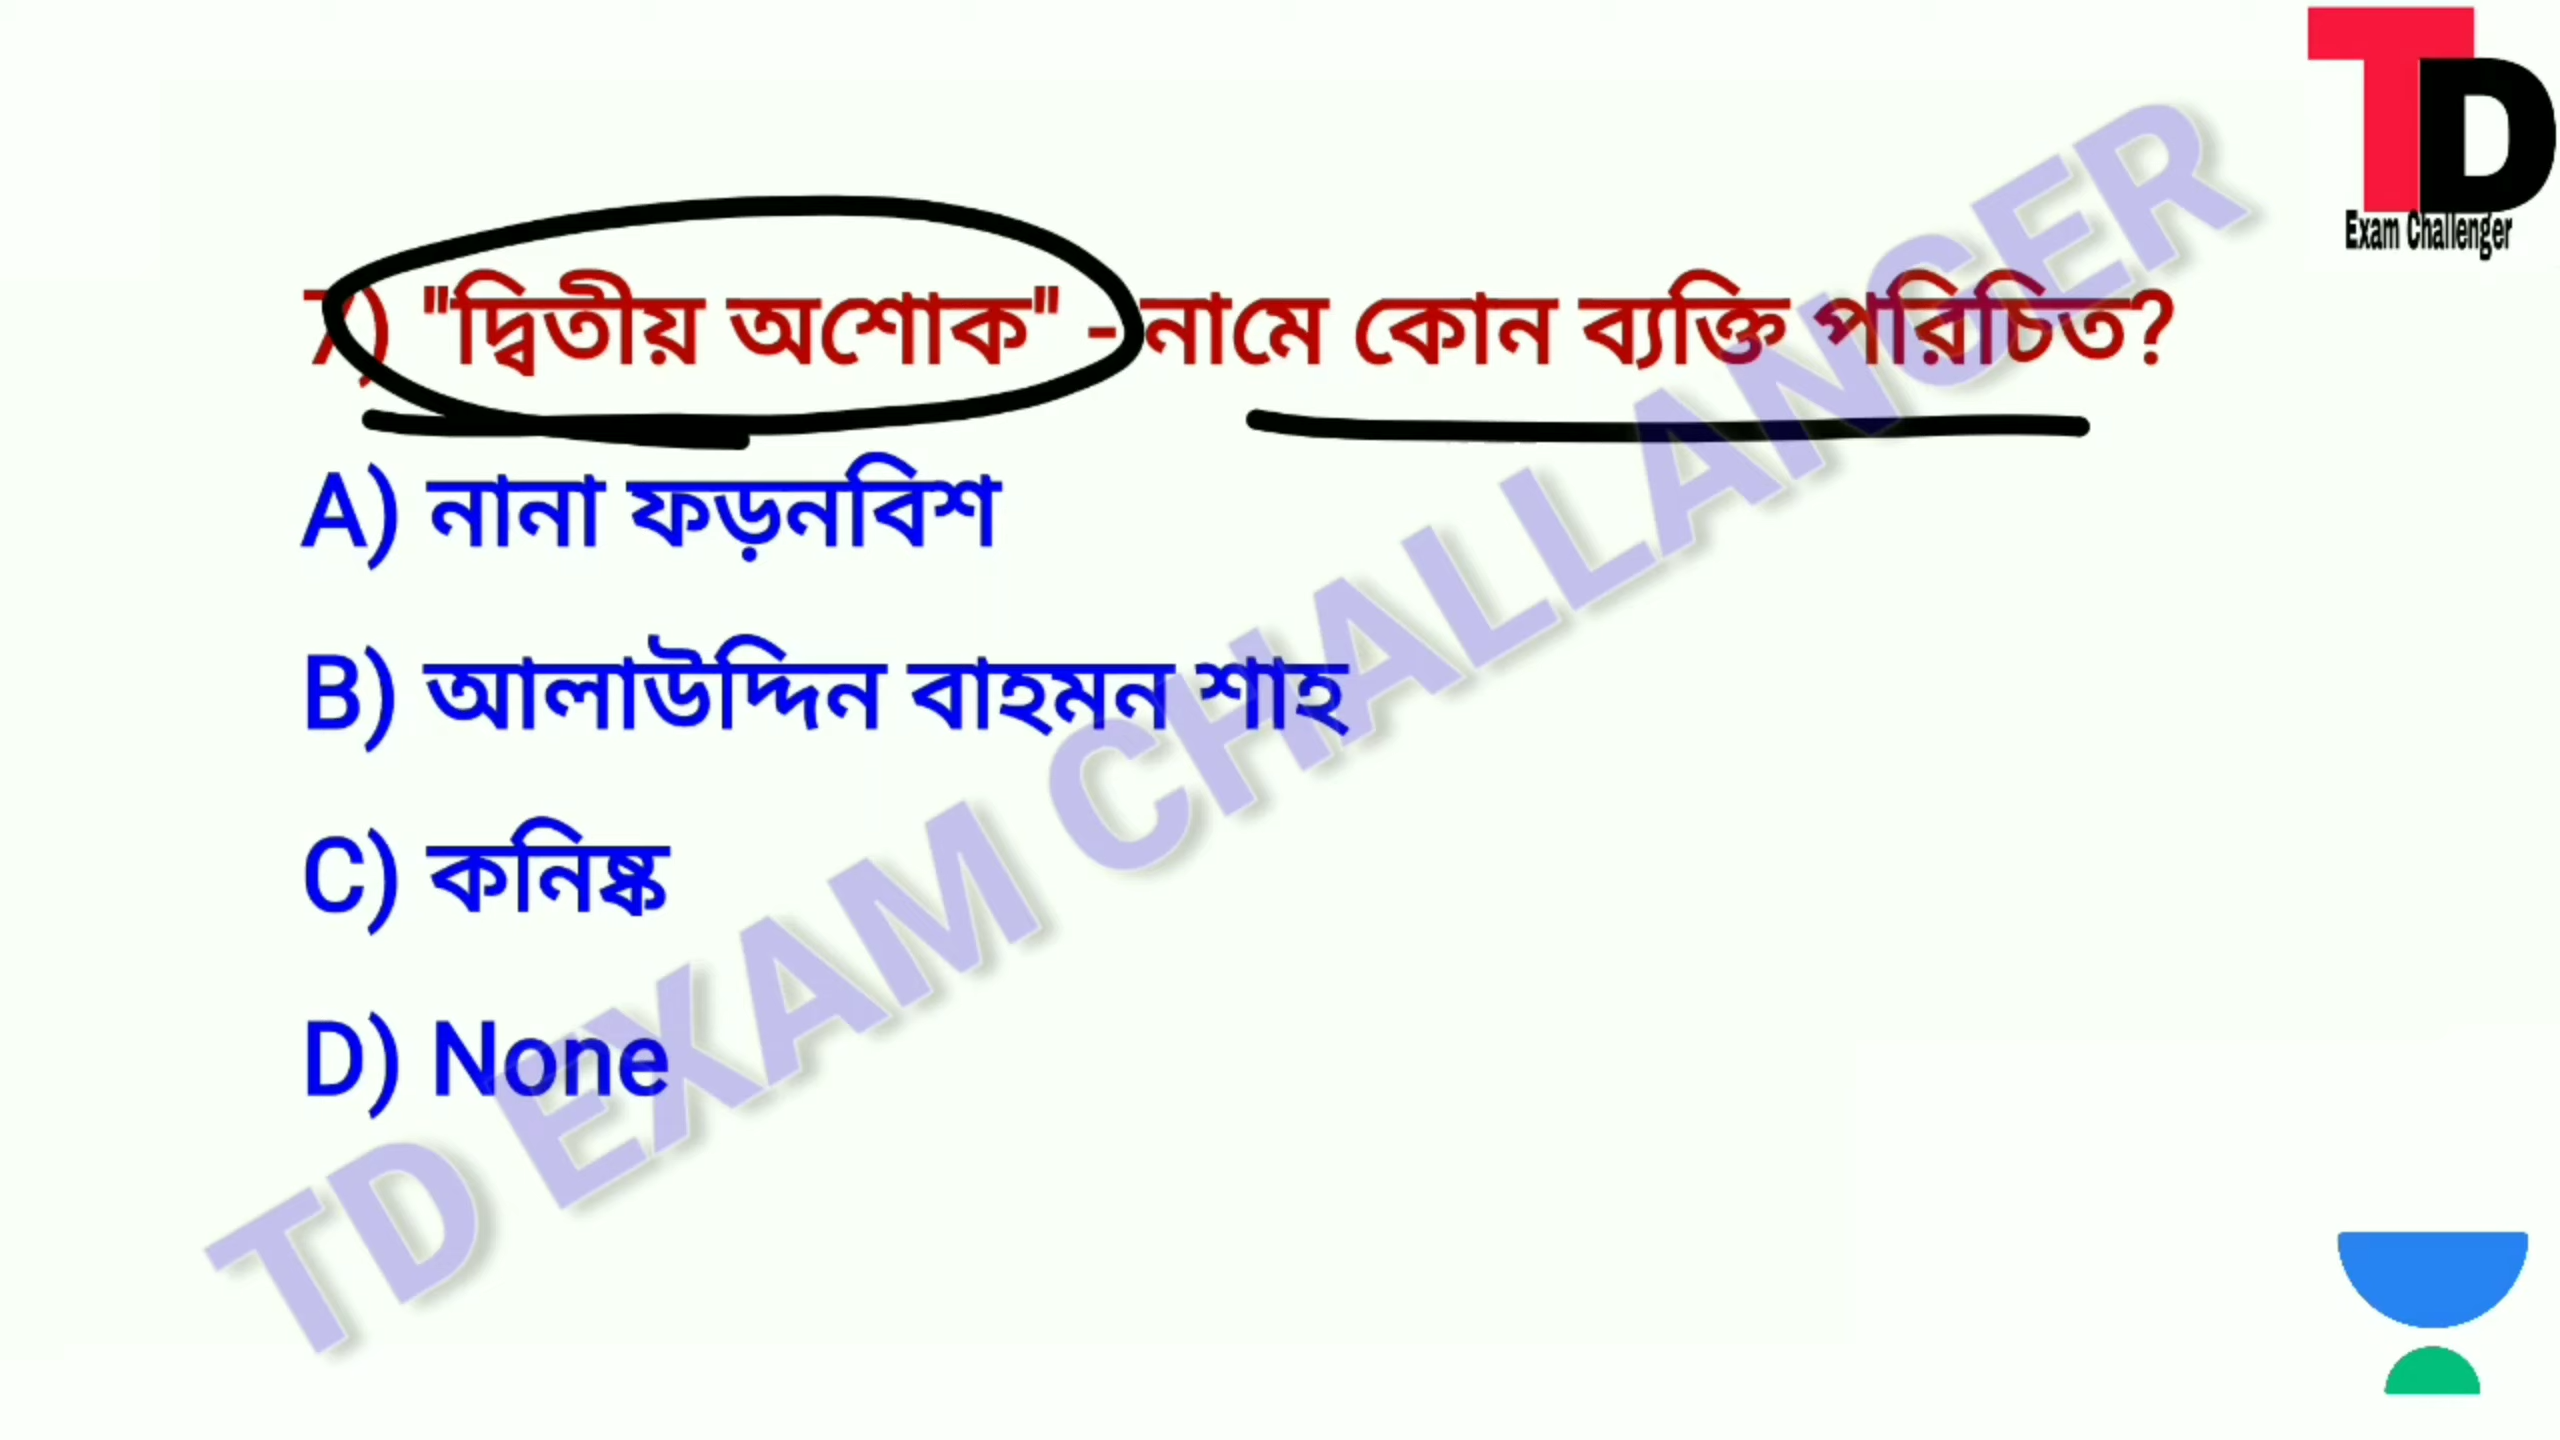 TD
Exam Challenger
7) "দ্বিতীয় অশোক" - নামে কোন ব্যক্তি পরিচিত?
A) নানা ফড়নবিশ
B) আলাউদ্দিন বাহমন শাহ
C) কনিষ্ক
D) None
TD EXAM CHALLANGER